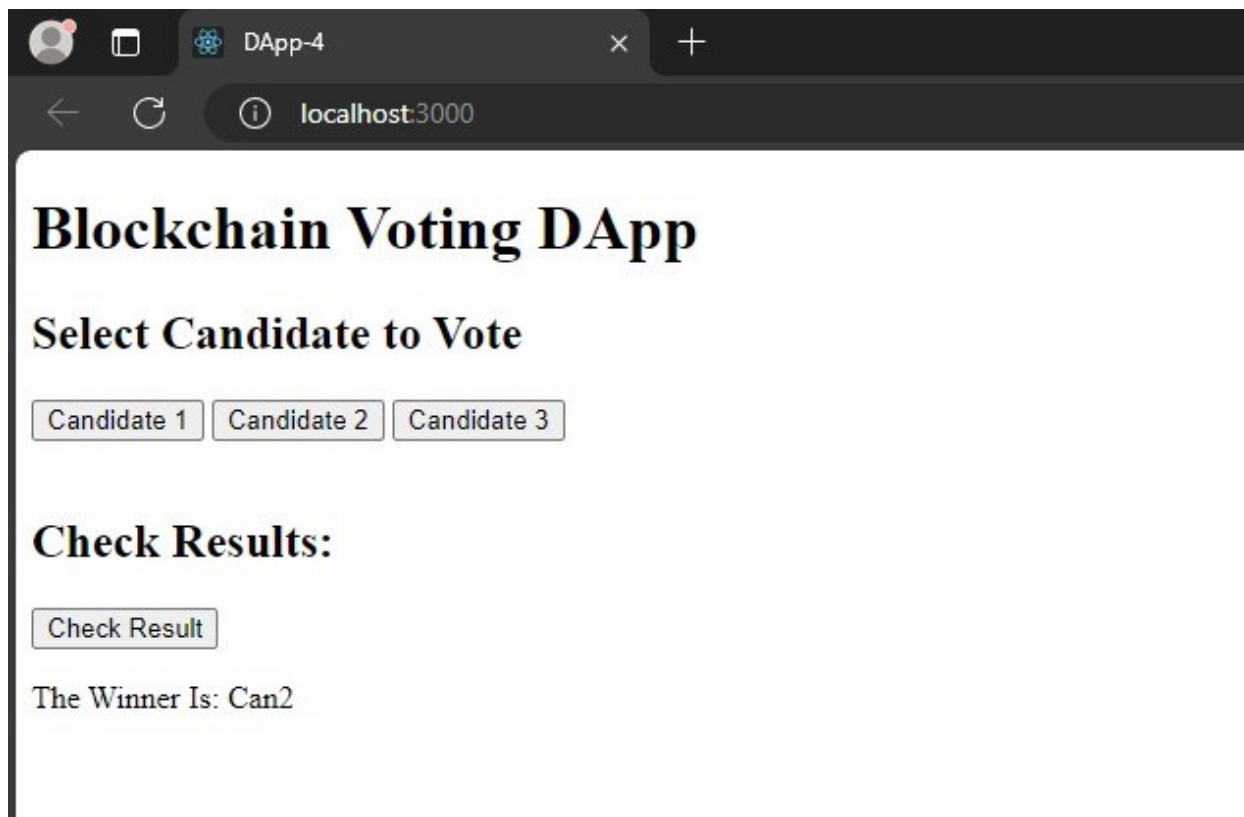 DApp-4
localhost:3000
Blockchain Voting DApp
Select Candidate to Vote
Candidate 1 Candidate 2 Candidate 3
Check Results:
Check Result
The Winner Is: Can2